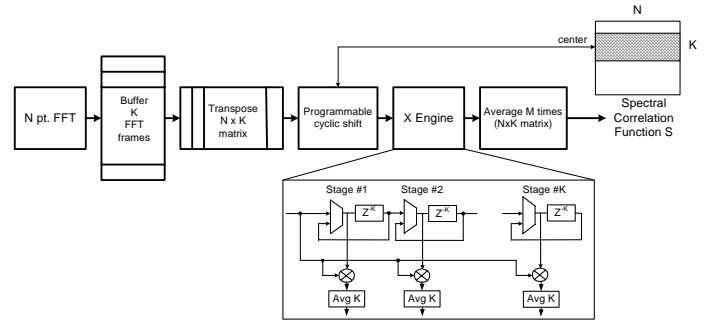 N
K
center
N pt. FFT
Buffer
K
FFT
frames
Transpose
N x K
matrix
Programmable
cyclic shift
X Engine
Average M times
(NxK matrix)
Spectral
Correlation
Function S
Stage #1
Stage #2
Stage #K
Z-K
Z-K
Z-K
Avg K
Avg K
Avg K